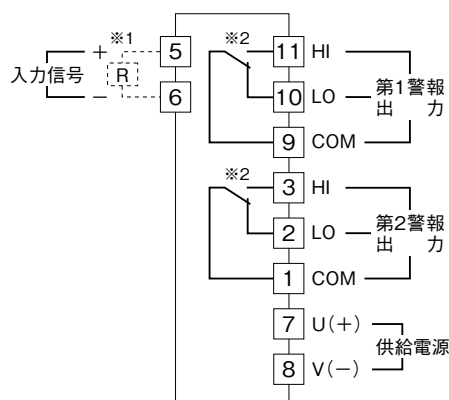 入力信号
+
※1
R
−
5
6
※2
11 HI
10 LO
9 COM
第1警報
出 力
※2
3 HI
2 LO
1 COM
第2警報
出 力
7 U(+)
8 V(−)
供給電源